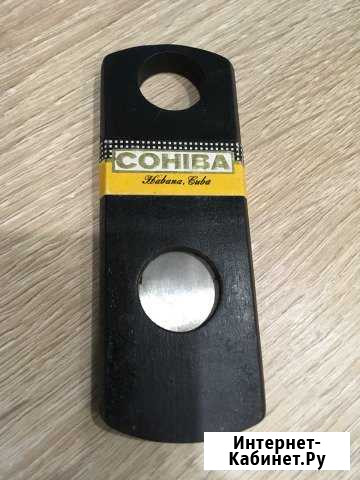 COHIBA
Habana, Cuba
Интернет-
Кабинет.Ру